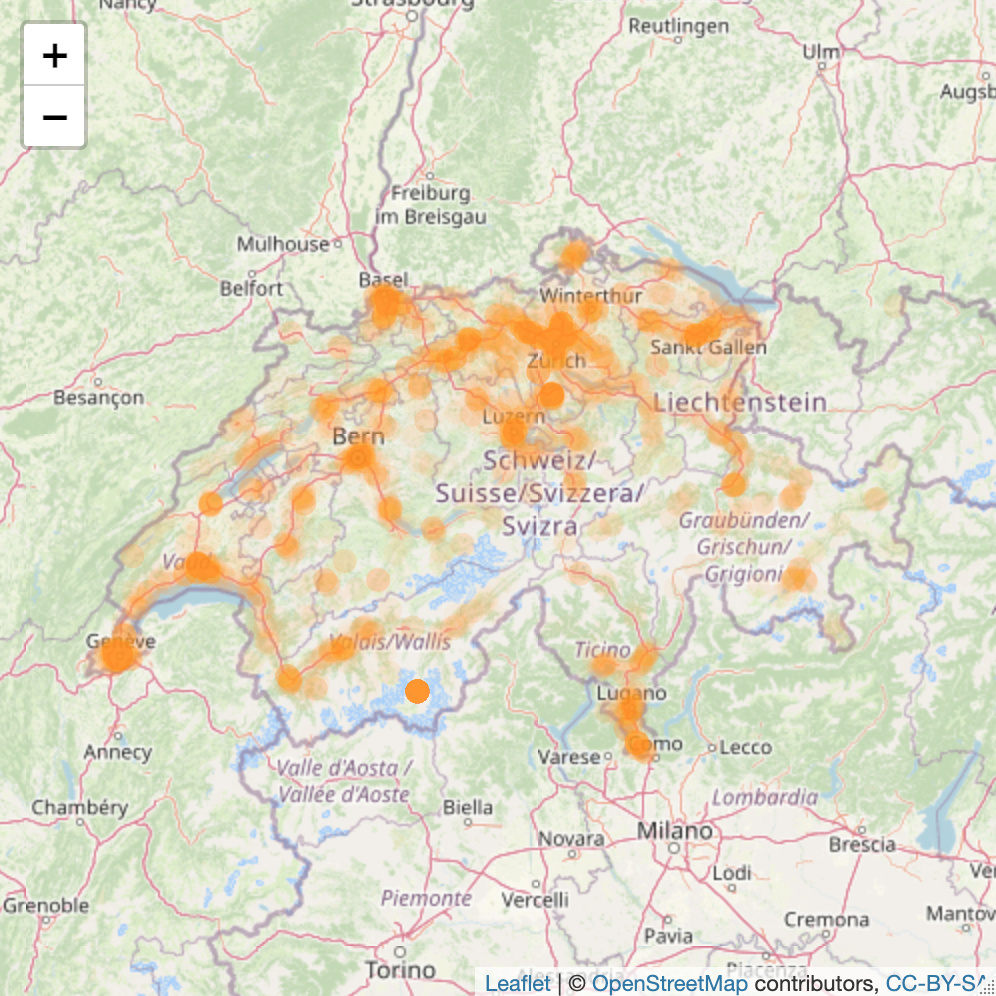 Nancy
Strasbourg
+
Reutlingen
Ulm
−
Augsb
Freiburg
im Breisgau
Mulhouse
Belfort
Basel
Winterthur
Sankt Gallen
Zürich
Besançon
Liechtenstein
Luzern
Bern
Schweiz/
Suisse/Svizzera/
Svizra
Graubünden/
Grischun/
Grigioni
Vaud
Genève
Valais/Wallis
Ticino
Lugano
Annecy
Como
Lecco
Varese
Valle d'Aosta /
Vallée d'Aoste
Lombardia
Chambéry
Biella
Milano
Novara
Brescia
Lodi
Ver
Piemonte
Vercelli
Grenoble
Cremona
Mantov
Pavia
Torino
Alessandria
Piacenza
Leaflet | © OpenStreetMap contributors, CC-BY-SA